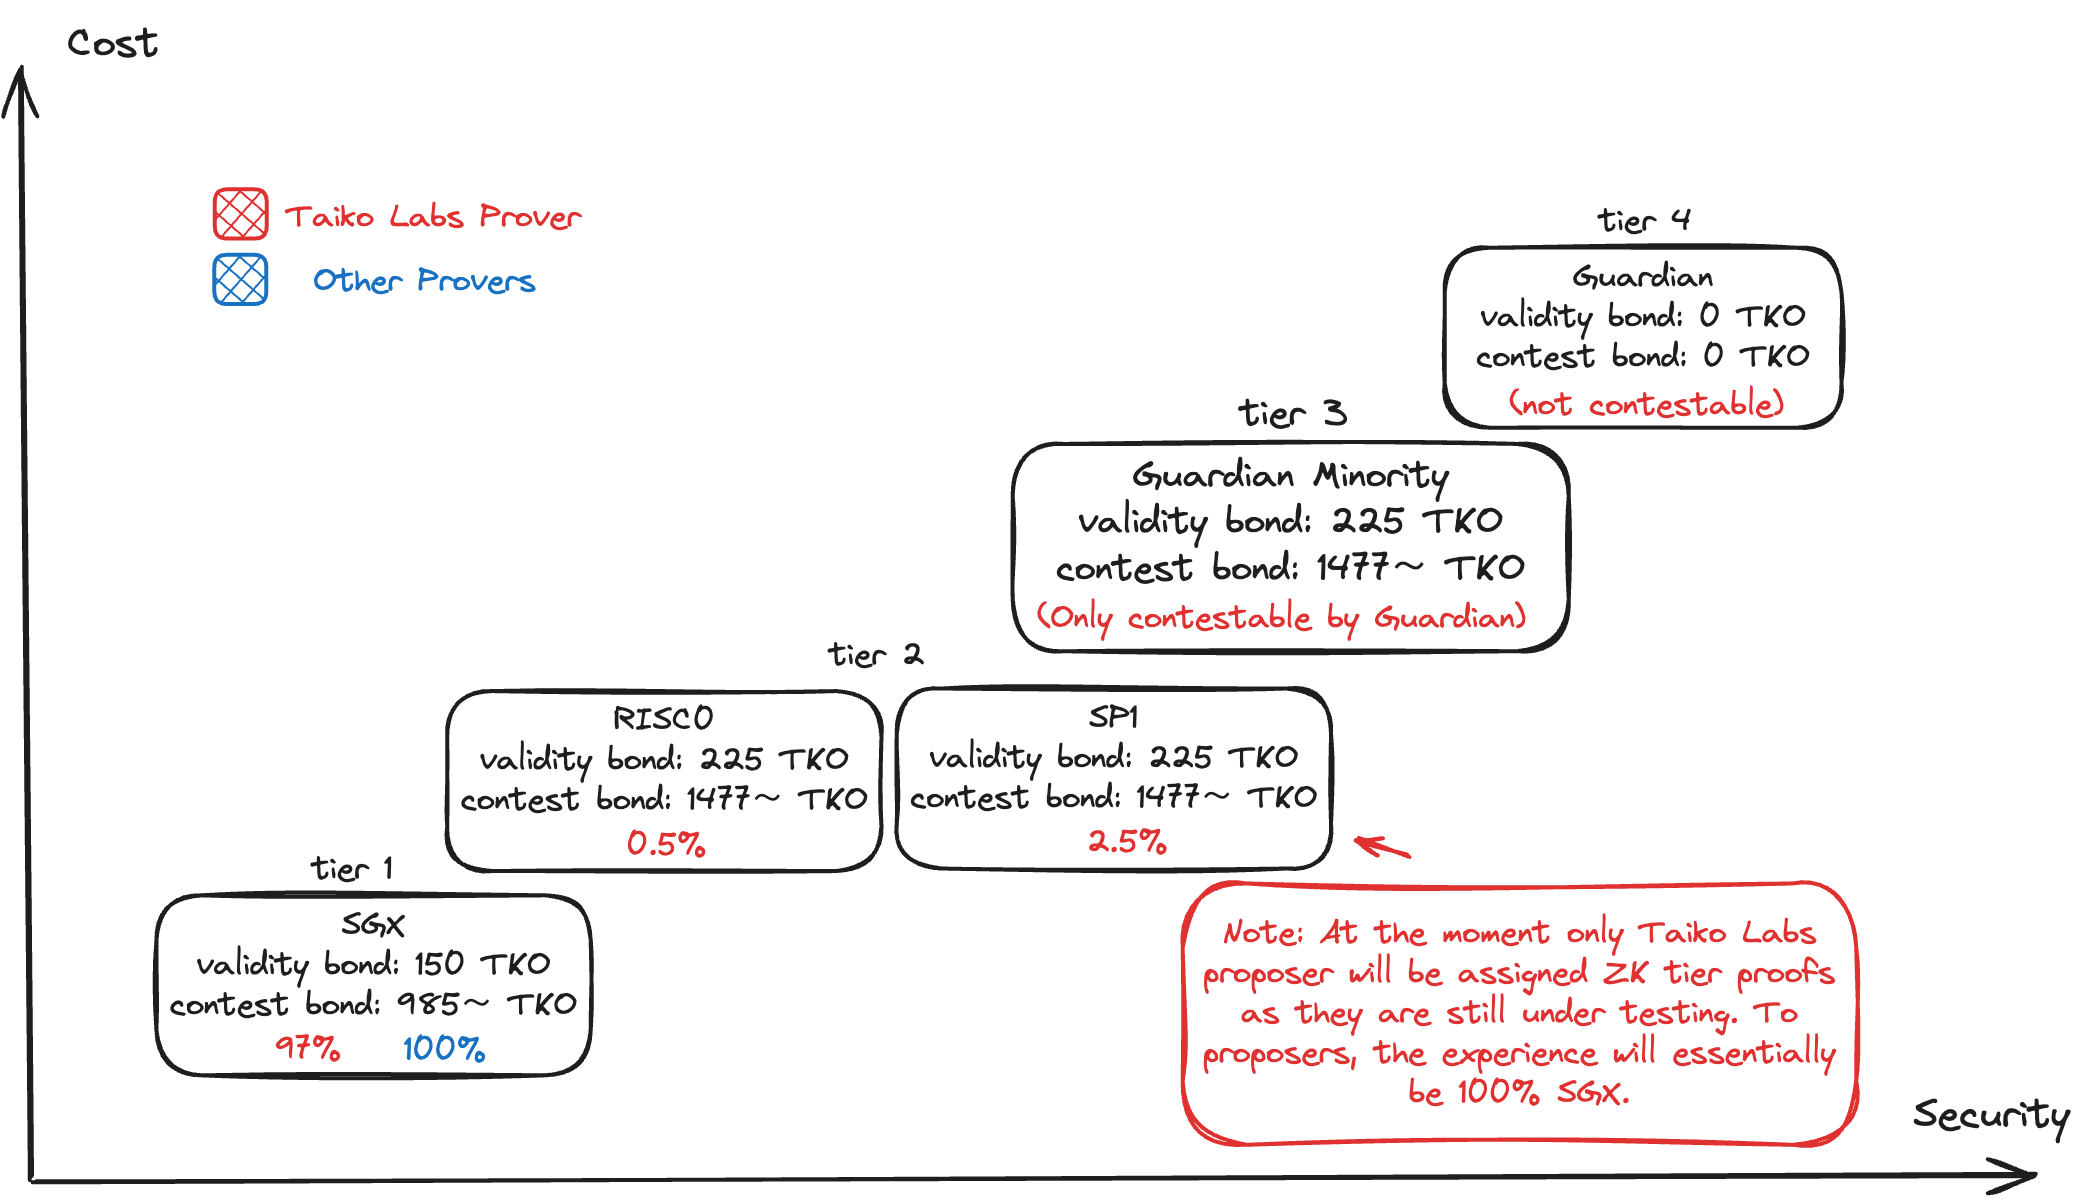 Cost
Taiko Labs Prover
Other Provers
tier 4
Guardian
validity bond: 0 TKO
contest bond: 0 TKO
(not contestable)
tier 3
Guardian Minority
validity bond: 225 TKO
contest bond: 1477~ TKO
(Only contestable by Guardian)
tier 2
RISC0
validity bond: 225 TKO
contest bond: 1477~ TKO
0.5%
SP1
validity bond: 225 TKO
contest bond: 1477~ TKO
2.5%
tier 1
SGX
validity bond: 150 TKO
contest bond: 985~ TKO
97% 100%
Note: At the moment only Taiko Labs
proposer will be assigned ZK tier proofs
as they are still under testing. To
proposers, the experience will essentially
be 100% SGX.
Security